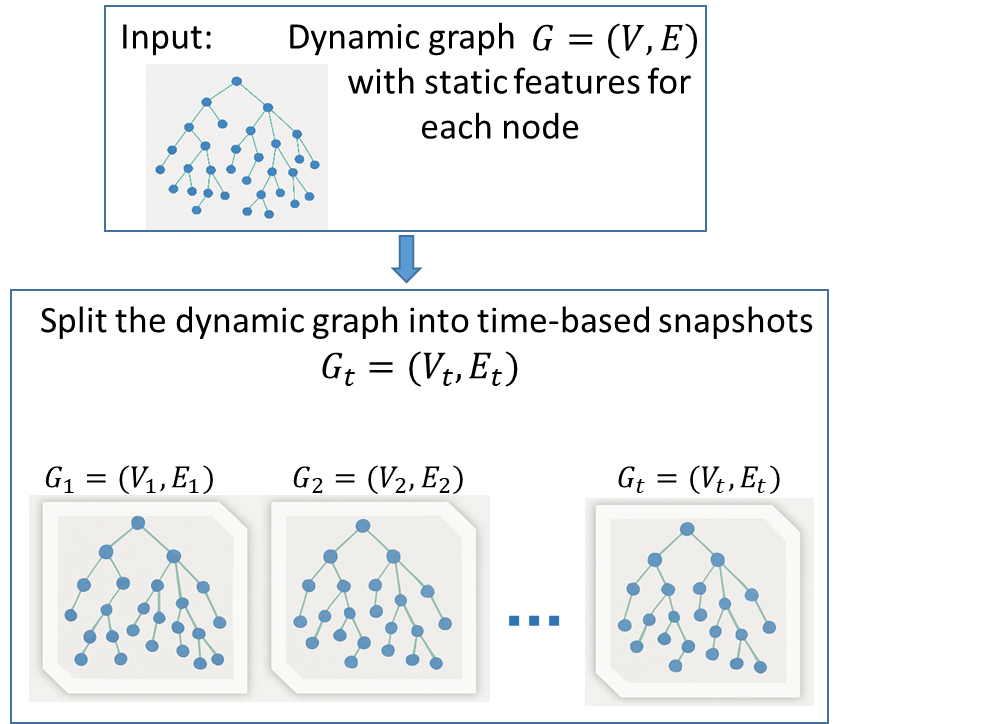 Input: Dynamic graph G = (V, E)
with static features for
each node
Split the dynamic graph into time-based snapshots
G_t = (V_t, E_t)
G_1 = (V_1, E_1) G_2 = (V_2, E_2) G_t = (V_t, E_t)
...